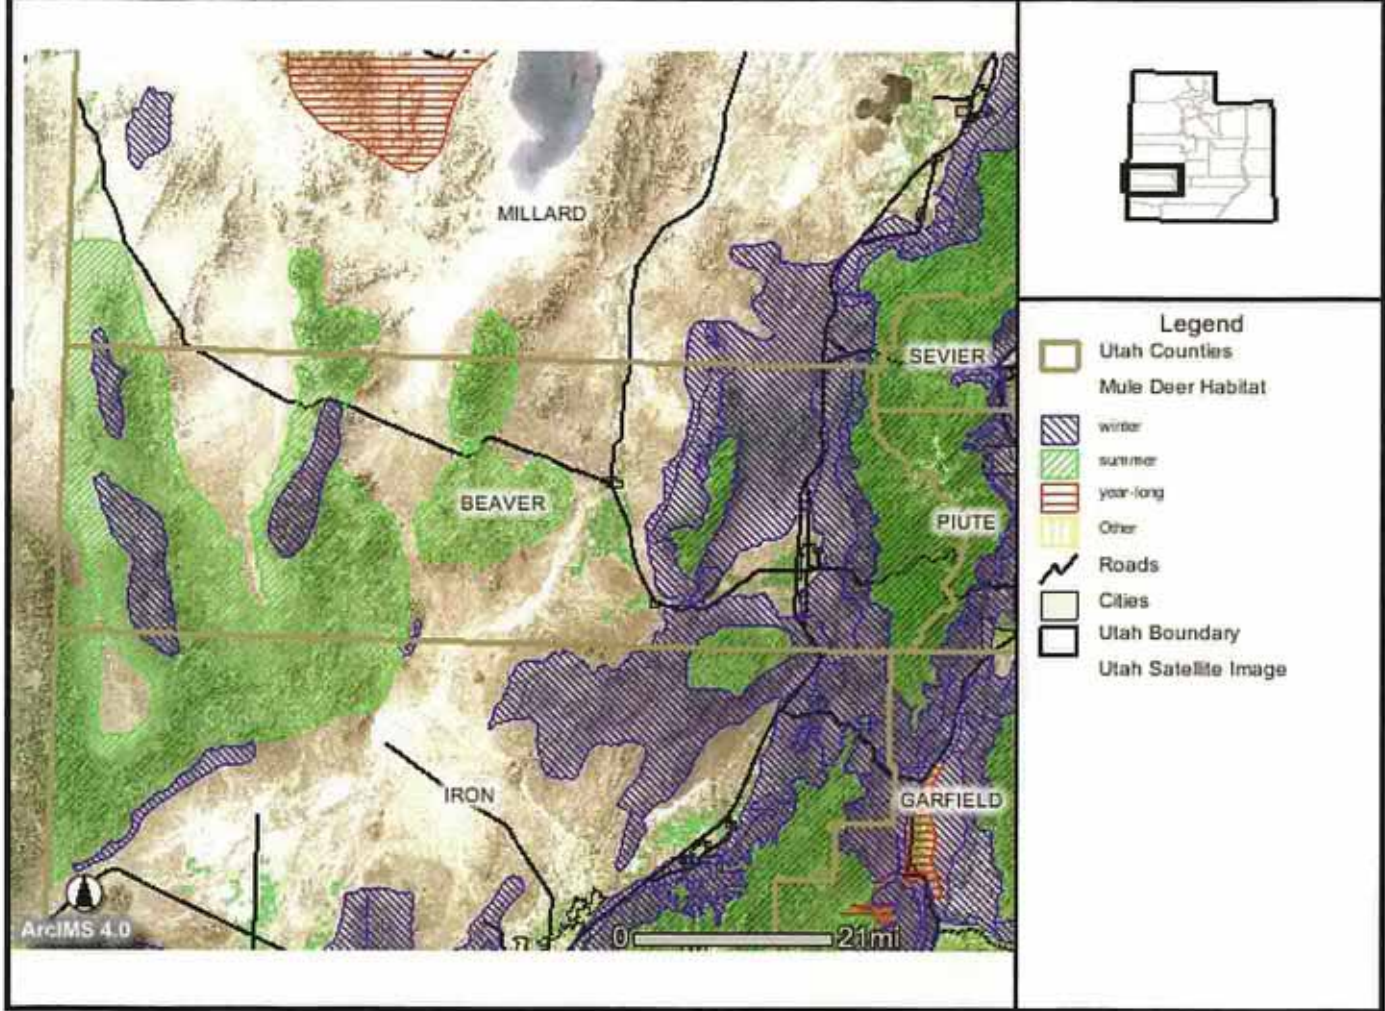 MILLARD
SEVIER
BEAVER
PIUTE
IRON
GARFIELD
ArcIMS 4.0
0 21mi
Legend
Utah Counties
Mule Deer Habitat
winter
summer
year-long
Other
Roads
Cities
Utah Boundary
Utah Satellite Image